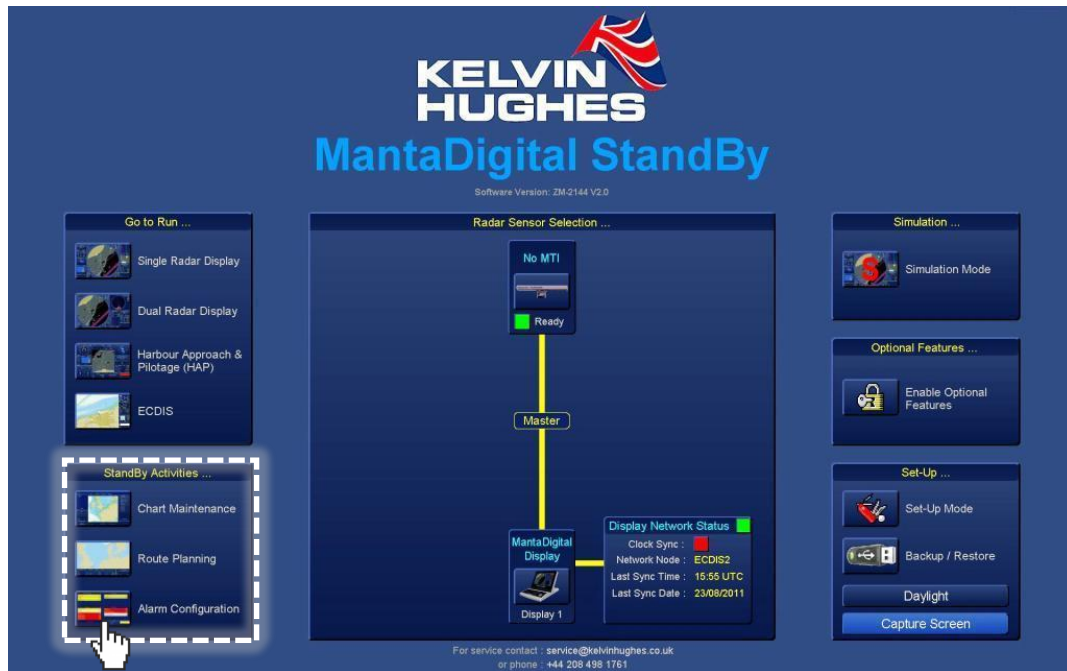 KELVIN
HUGHES
MantaDigital StandBy
Software Version: ZM-2144 V2.0
Go to Run ...
Single Radar Display
Dual Radar Display
Harbour Approach &
Pilotage (HAP)
ECDIS
StandBy Activities ...
Chart Maintenance
Route Planning
Alarm Configuration
Radar Sensor Selection ...
No MTI
Ready
Master
MantaDigital
Display
Display 1
Display Network Status
Clock Sync :
Network Node : ECDIS2
Last Sync Time : 15:55 UTC
Last Sync Date : 23/08/2011
Simulation ...
S
Simulation Mode
Optional Features ...
Enable Optional
Features
Set-Up ...
Set-Up Mode
Backup / Restore
Daylight
Capture Screen
For service contact : service@kelvinhughes.co.uk
or phone : +44 208 498 1761